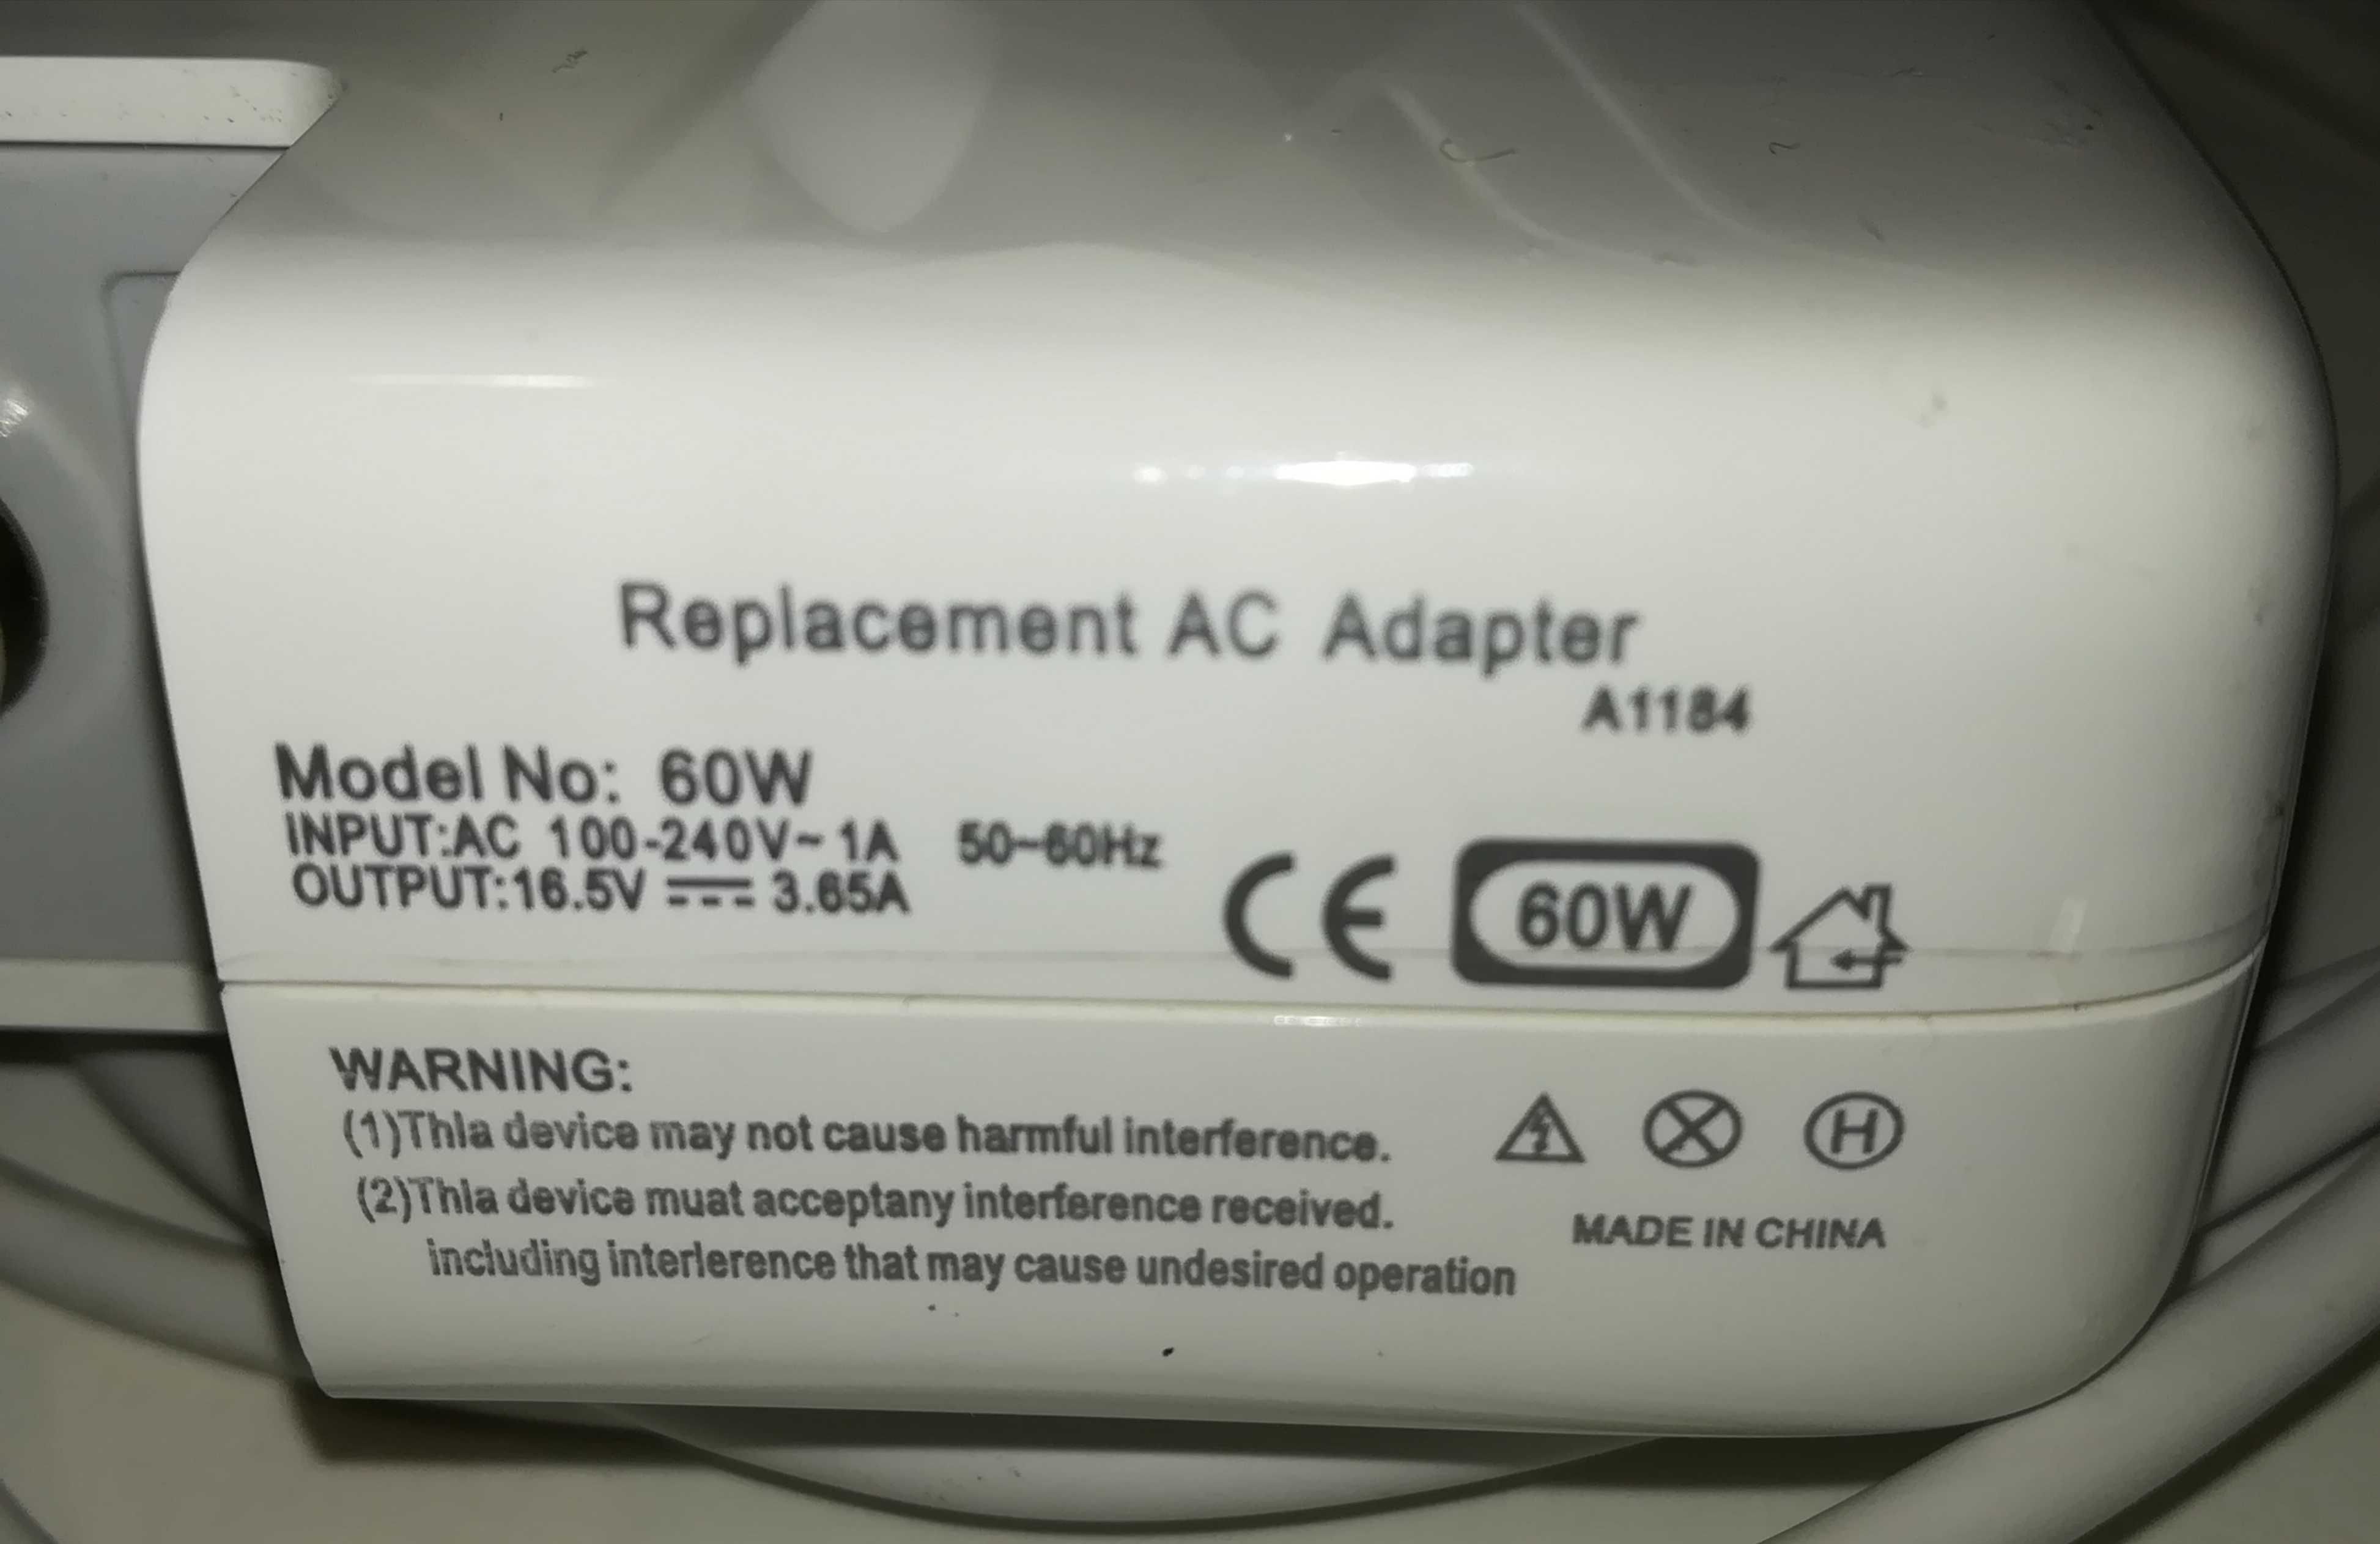 Replacement AC Adapter
A1184
Model No: 60W
INPUT:AC 100-240V~ 1A 50~60Hz
OUTPUT:16.5V ⎓ 3.65A
CE 60W
WARNING:
(1)Thla device may not cause harmful interference.
(2)Thla device muat acceptany interference received.
including interlerence that may cause undesired operation
H
MADE IN CHINA